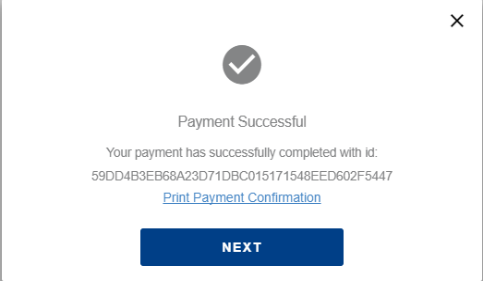 Payment Successful
Your payment has successfully completed with id:
59DD4B3EB68A23D71DBC015171548EED602F5447
Print Payment Confirmation
NEXT